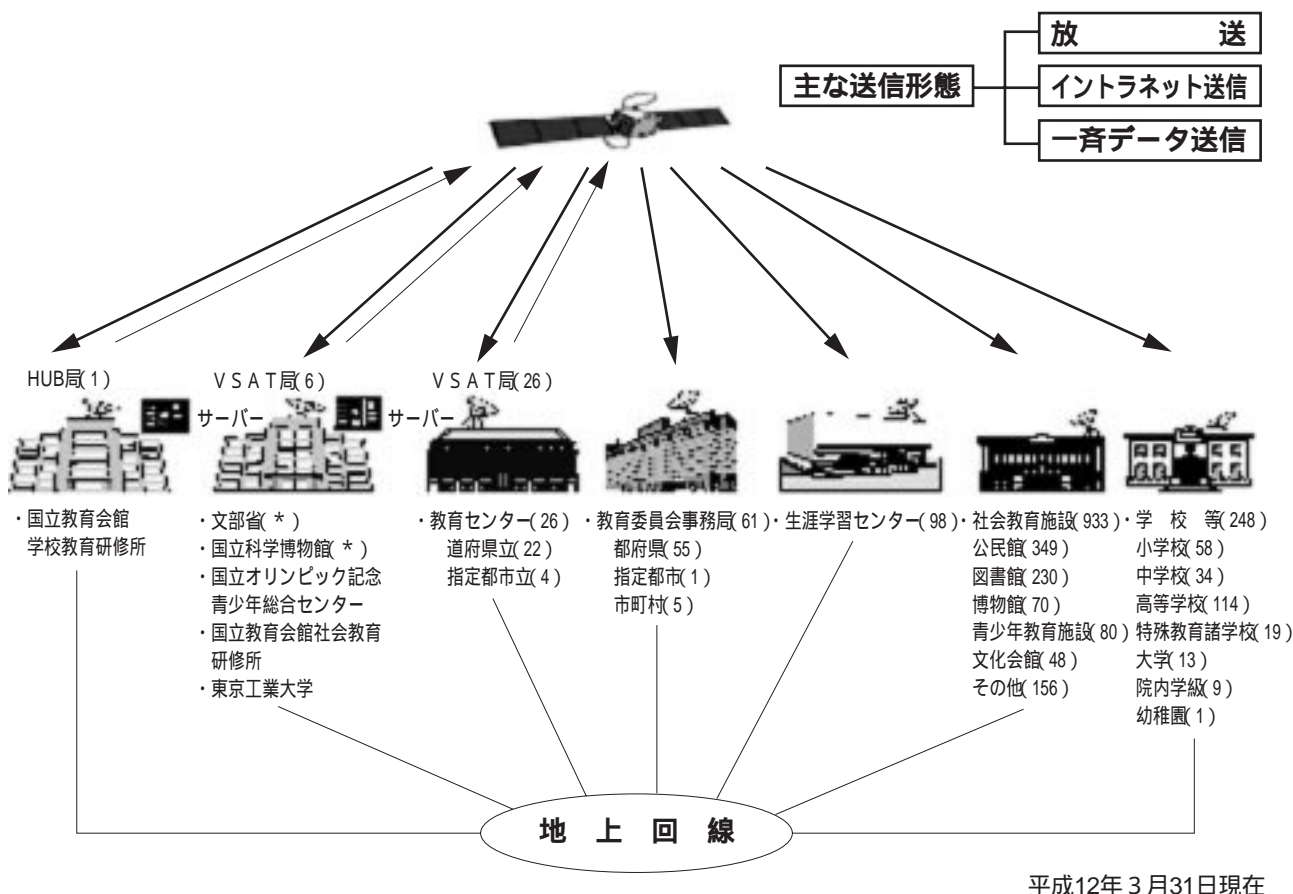 主な送信形態
放送
イントラネット送信
一斉データ送信
HUB局(1)
サーバー
・国立教育会館
学校教育研修所
VSAT局(6)
サーバー
・文部省(*)
・国立科学博物館(*)
・国立オリンピック記念
青少年総合センター
・国立教育会館社会教育
研修所
・東京工業大学
VSAT局(26)
・教育センター(26)
道府県立(22)
指定都市立(4)
・教育委員会事務局(61)
都府県(55)
指定都市(1)
市町村(5)
・生涯学習センター(98)
・社会教育施設(933)
公民館(349)
図書館(230)
博物館(70)
青少年教育施設(80)
文化会館(48)
その他(156)
・学校等(248)
小学校(58)
中学校(34)
高等学校(114)
特殊教育諸学校(19)
大学(13)
院内学級(9)
幼稚園(1)
地上回線
平成12年3月31日現在